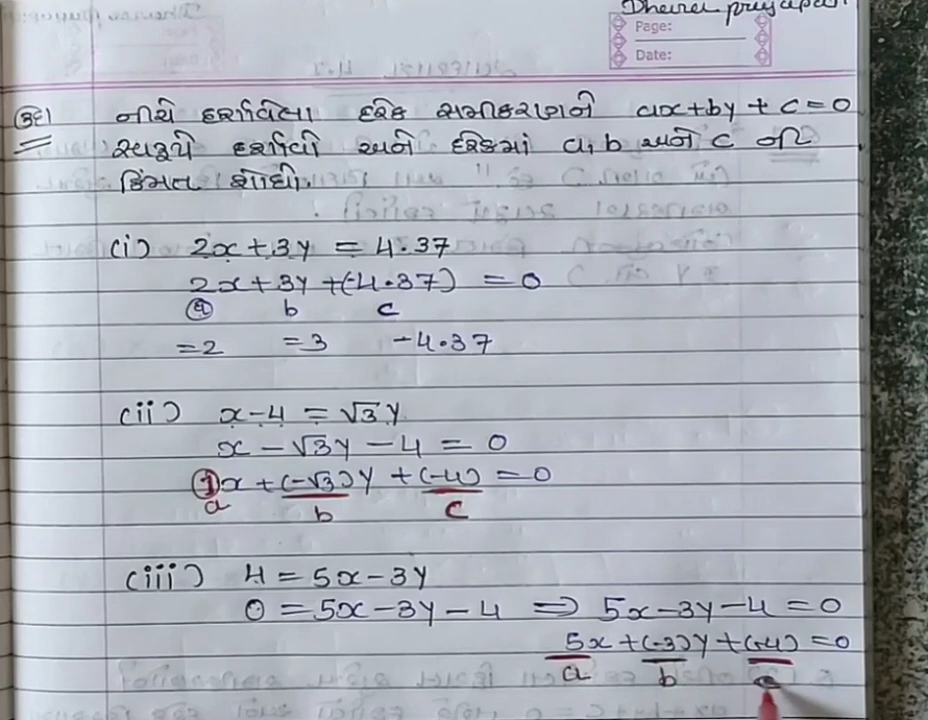 Page:
Date:
ઉદા નીચે દર્શાવેલા દરેક સમીકરણને ax+by+c=0
સ્વરૂપે દર્શાવો અને દરેકમાં a, b અને c ની
કિંમત શોધો.
(i) 2x+3y = 4.37
2x+3y+(-4.37) = 0
a b c
=2 =3 -4.37
(ii) x-4 = √3y
x - √3y - 4 = 0
1x + (-√3)y + (-4) = 0
a b c
(iii) 4 = 5x-3y
0 = 5x-3y-4 ⇒ 5x-3y-4 = 0
5x+(-3)y+(-4) = 0
a b c